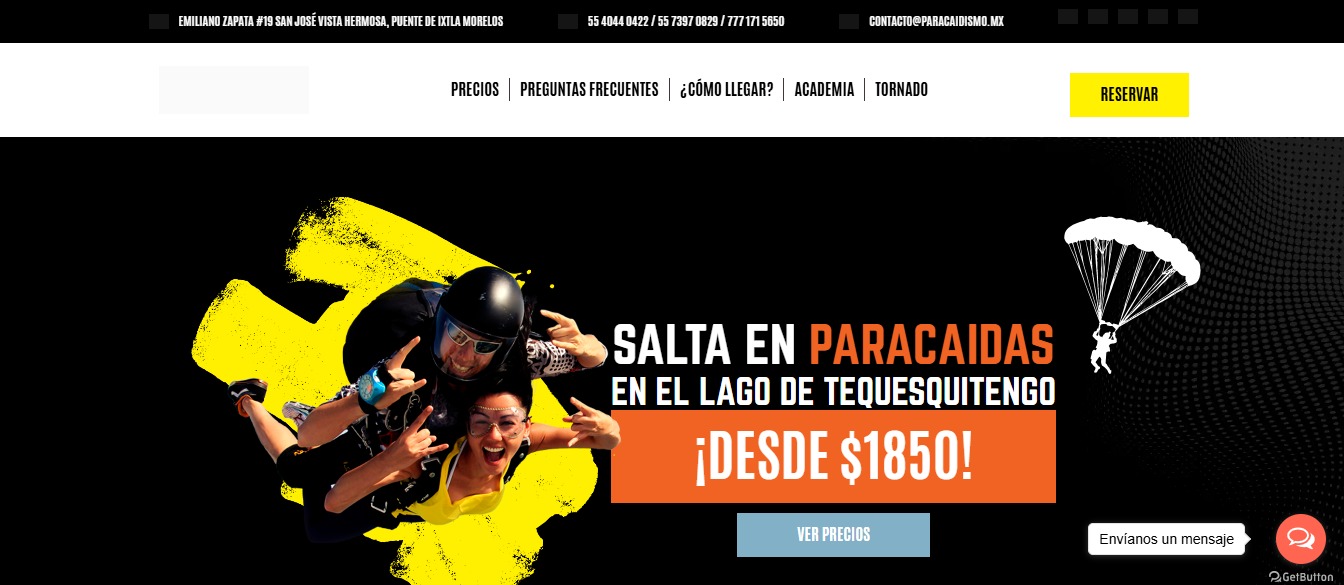 EMILIANO ZAPATA #19 SAN JOSÉ VISTA HERMOSA, PUENTE DE IXTLA MORELOS
55 4044 0422 / 55 7397 0829 / 777 171 5650
CONTACTO@PARACAIDISMO.MX
PRECIOS
PREGUNTAS FRECUENTES
¿CÓMO LLEGAR?
ACADEMIA
TORNADO
RESERVAR
SALTA EN PARACAIDAS
EN EL LAGO DE TEQUESQUITENGO
¡DESDE $1850!
VER PRECIOS
Envíanos un mensaje
GetButton